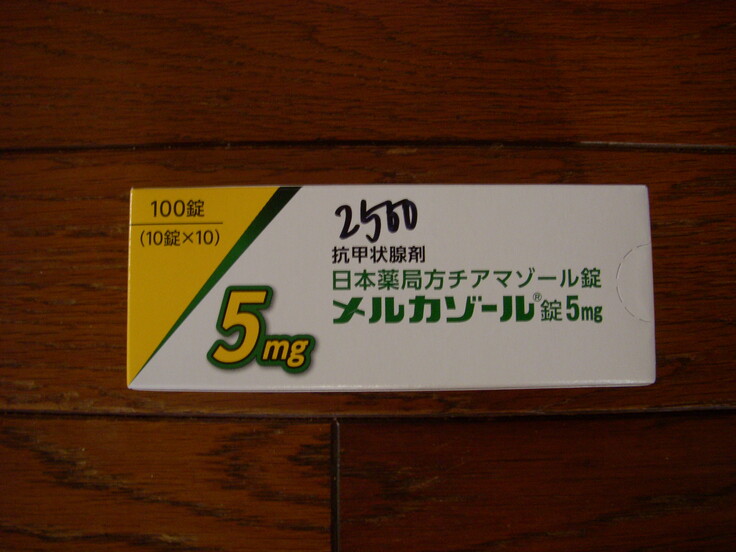 100錠
(10錠×10)
2500
抗甲状腺剤
日本薬局方チアマゾール錠
メルカゾール®錠5mg
5mg